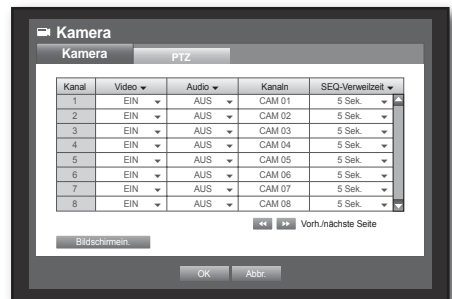 Kamera
Kamera PTZ
Kanal Video Audio Kanaln SEQ-Verweilzeit
1 EIN AUS CAM 01 5 Sek.
2 EIN AUS CAM 02 5 Sek.
3 EIN AUS CAM 03 5 Sek.
4 EIN AUS CAM 04 5 Sek.
5 EIN AUS CAM 05 5 Sek.
6 EIN AUS CAM 06 5 Sek.
7 EIN AUS CAM 07 5 Sek.
8 EIN AUS CAM 08 5 Sek.
Vorh./nächste Seite
Bildschirmein.
OK Abbr.